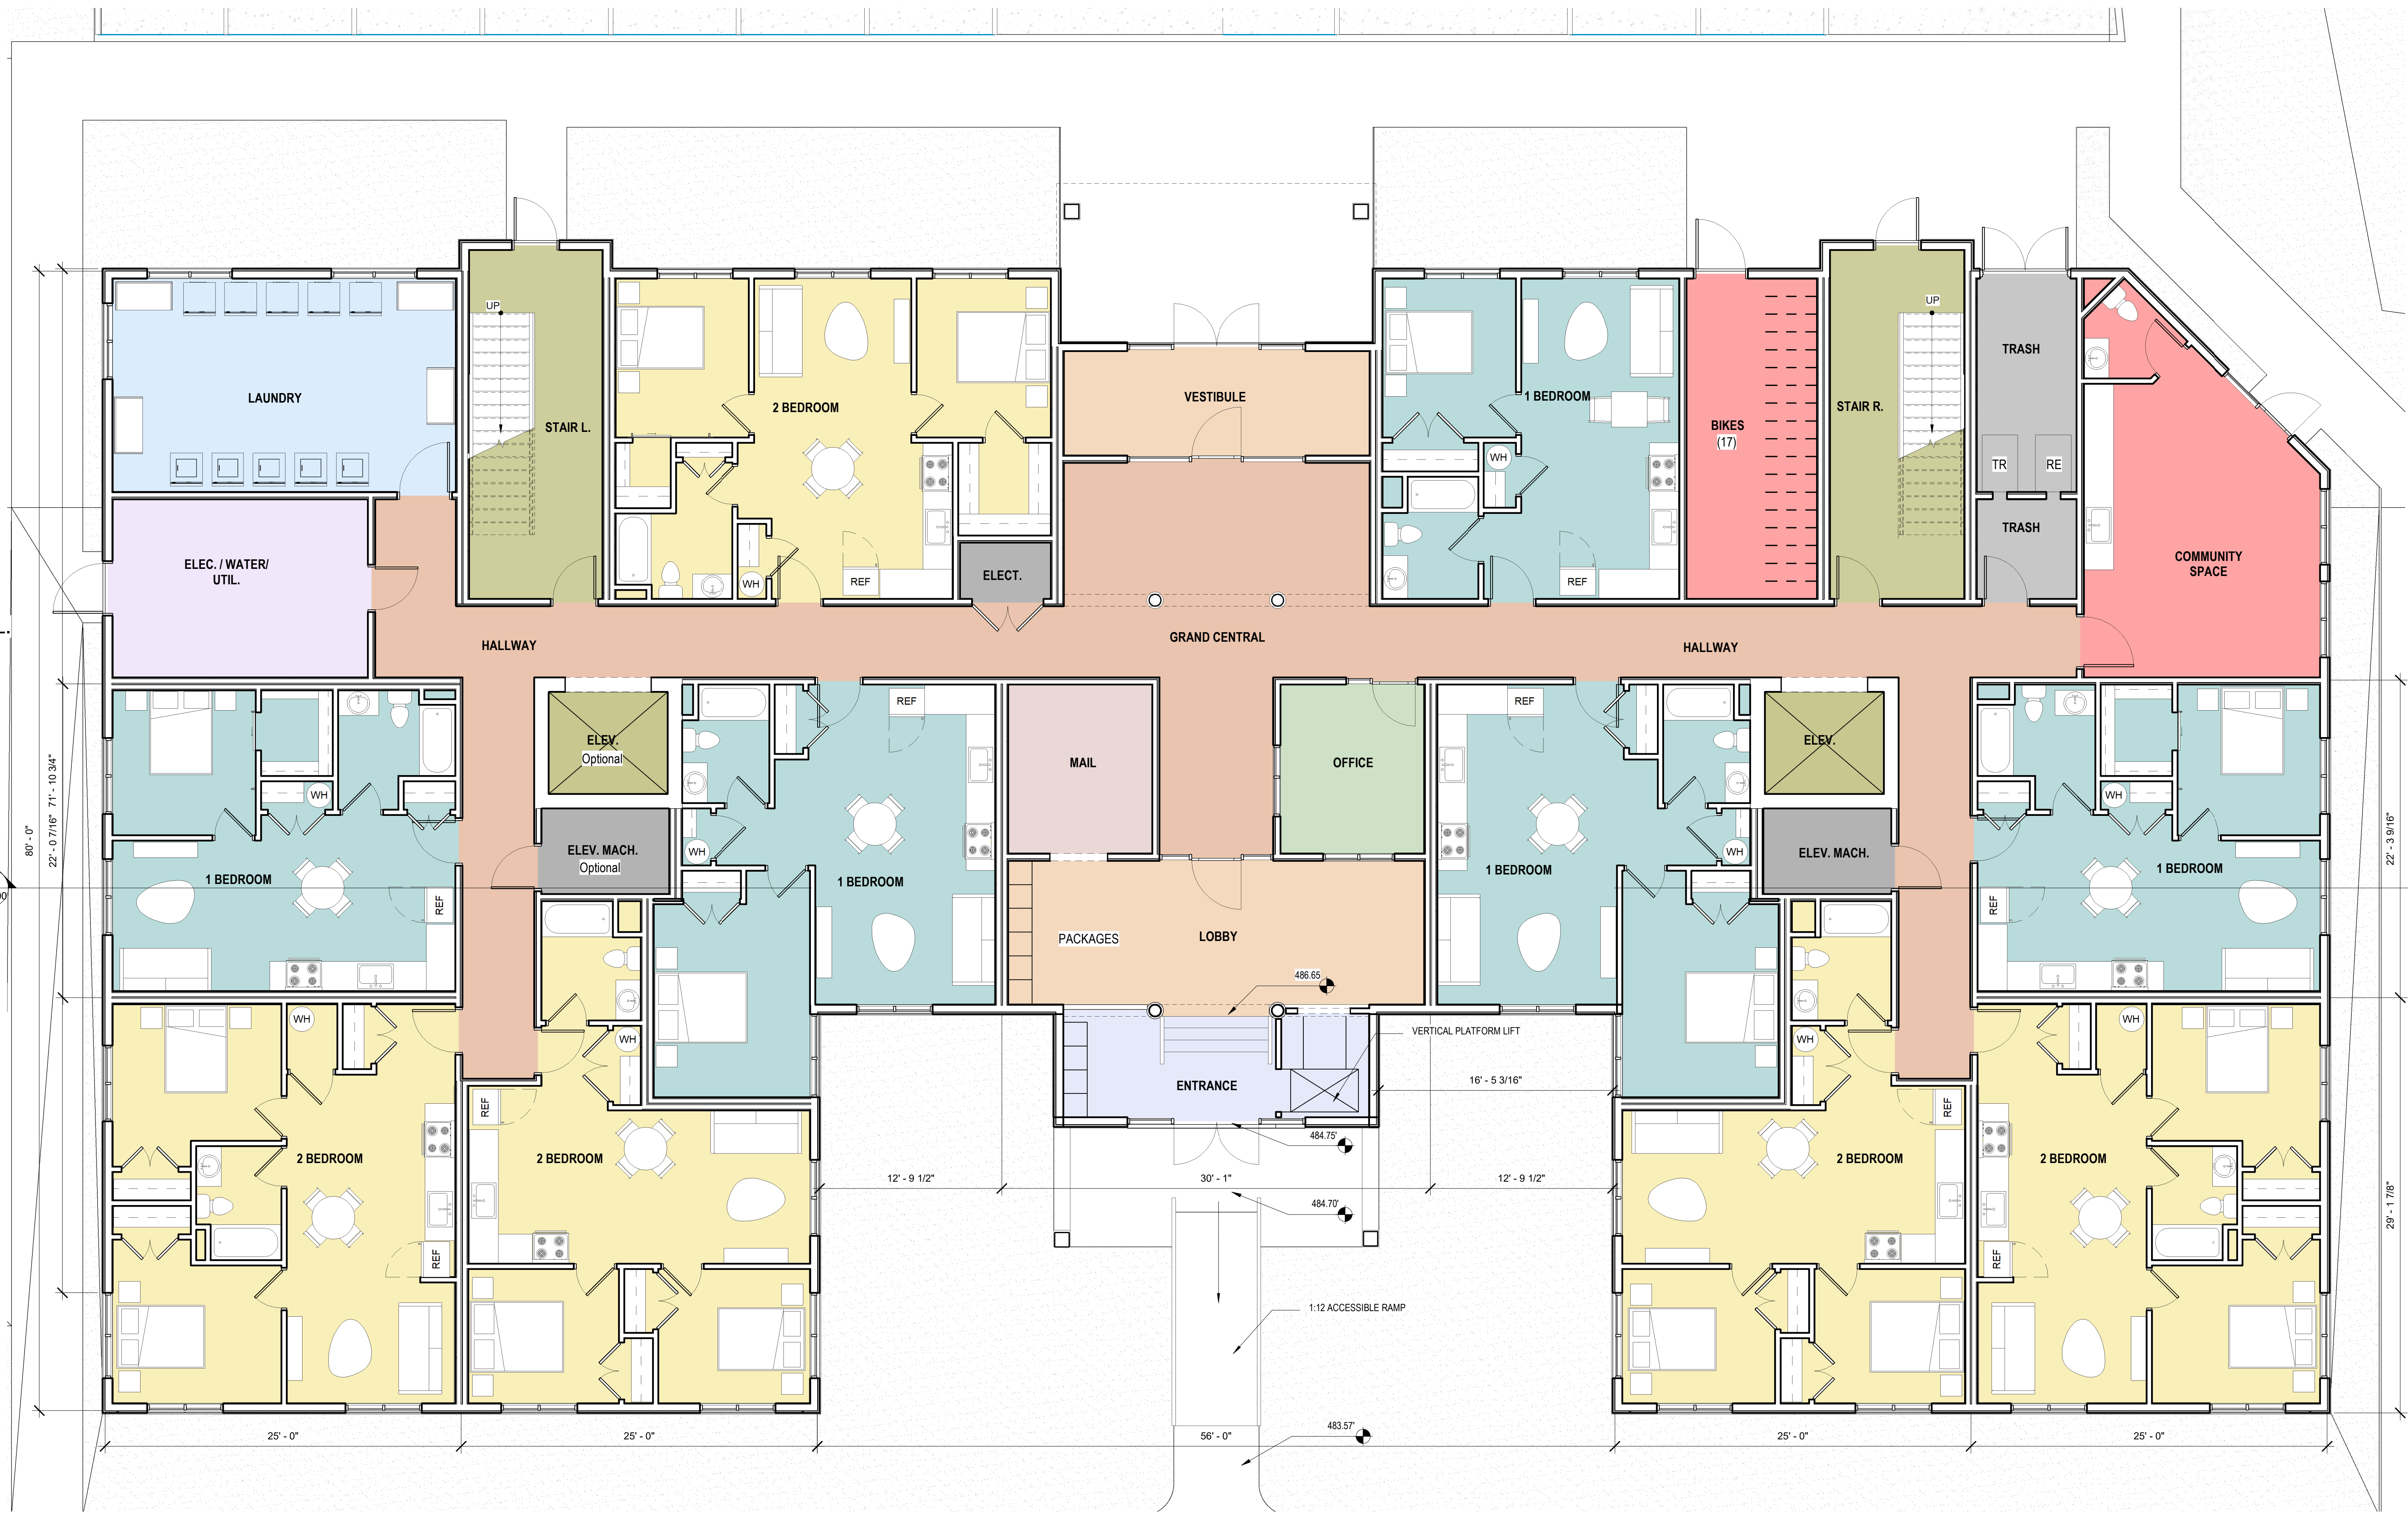 UP
LAUNDRY
STAIR L.
2 BEDROOM
VESTIBULE
1 BEDROOM
WH
BIKES
(17)
UP
STAIR R.
TRASH
TR
RE
TRASH
COMMUNITY
SPACE
ELEC. / WATER/
UTIL.
WH
REF
ELECT.
REF
HALLWAY
GRAND CENTRAL
HALLWAY
80' - 0"
22' - 0 7/16"
71' - 10 3/4"
WH
1 BEDROOM
REF
ELEV.
Optional
ELEV. MACH.
Optional
REF
WH
1 BEDROOM
MAIL
OFFICE
REF
1 BEDROOM
WH
ELEV.
ELEV. MACH.
WH
1 BEDROOM
REF
22' - 3 9/16"
PACKAGES
LOBBY
486.65
VERTICAL PLATFORM LIFT
ENTRANCE
16' - 5 3/16"
484.75'
WH
2 BEDROOM
REF
WH
REF
2 BEDROOM
12' - 9 1/2"
30' - 1"
12' - 9 1/2"
484.70'
WH
REF
2 BEDROOM
WH
2 BEDROOM
REF
29' - 1 7/8"
1:12 ACCESSIBLE RAMP
483.57'
25' - 0"
25' - 0"
56' - 0"
25' - 0"
25' - 0"